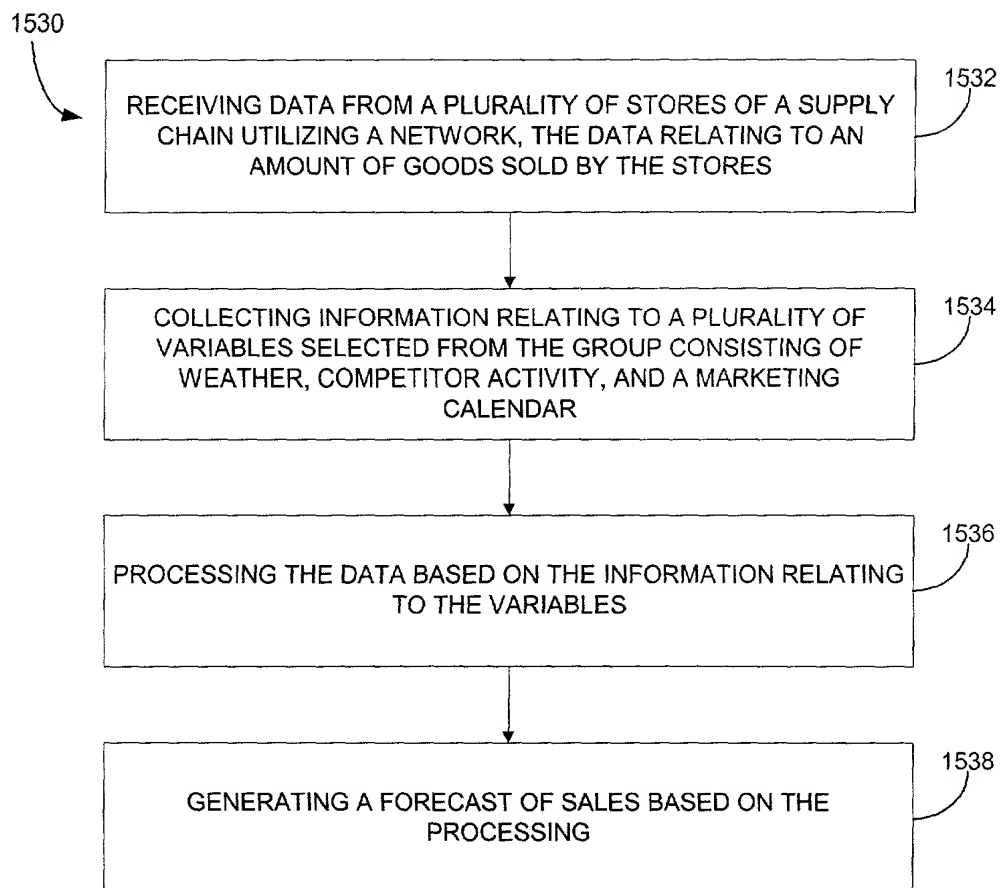 1530
1532
RECEIVING DATA FROM A PLURALITY OF STORES OF A SUPPLY
CHAIN UTILIZING A NETWORK, THE DATA RELATING TO AN
AMOUNT OF GOODS SOLD BY THE STORES
1534
COLLECTING INFORMATION RELATING TO A PLURALITY OF
VARIABLES SELECTED FROM THE GROUP CONSISTING OF
WEATHER, COMPETITOR ACTIVITY, AND A MARKETING
CALENDAR
1536
PROCESSING THE DATA BASED ON THE INFORMATION RELATING
TO THE VARIABLES
1538
GENERATING A FORECAST OF SALES BASED ON THE
PROCESSING